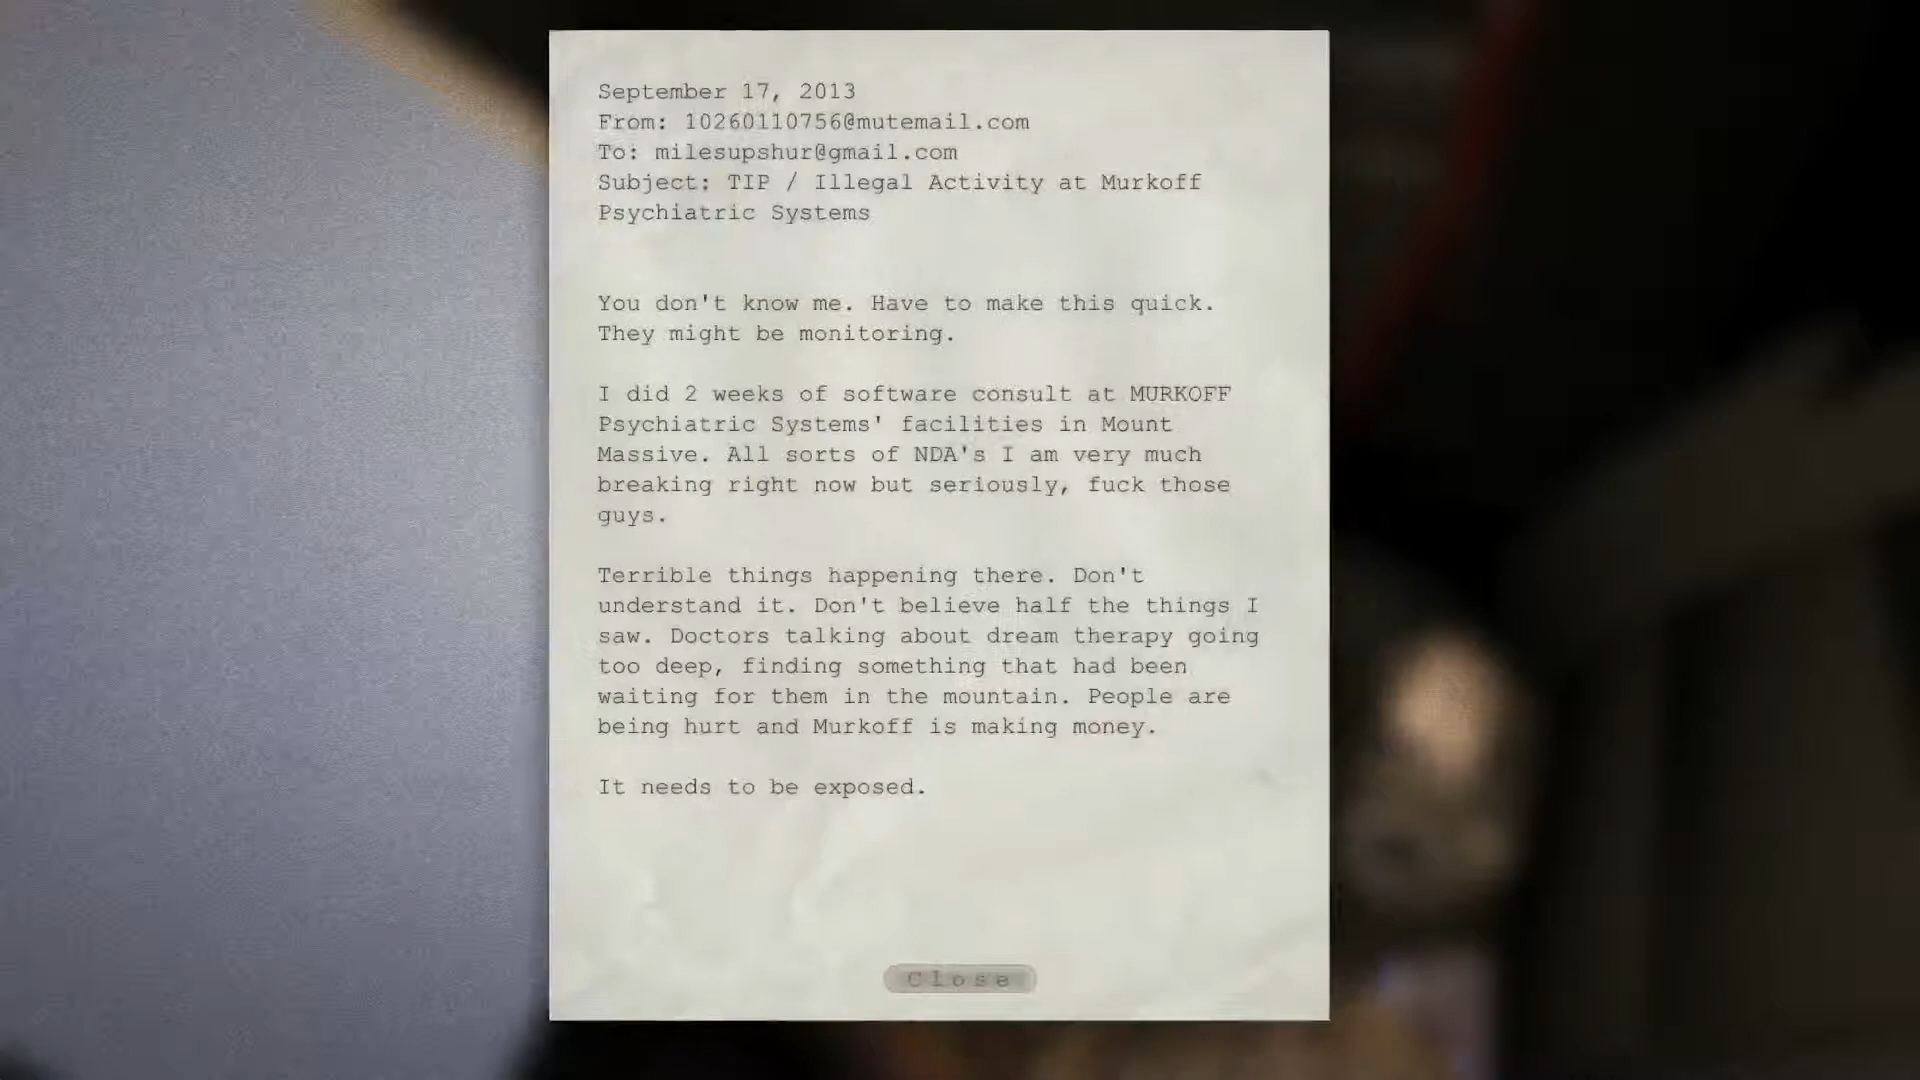 September 17, 2013
From: 10260110756@mutemail.com
To: milesupshur@gmail.com
Subject: TIP / Illegal Activity at Murkoff
Psychiatric Systems
You don't know me. Have to make this quick.
They might be monitoring.
I did 2 weeks of software consult at MURKOFF
Psychiatric Systems' facilities in Mount
Massive. All sorts of NDA's I am very much
breaking right now but seriously, fuck those
guys.
Terrible things happening there. Don't
understand it. Don't believe half the things I
saw. Doctors talking about dream therapy going
too deep, finding something that had been
waiting for them in the mountain. People are
being hurt and Murkoff is making money.
It needs to be exposed.
Close